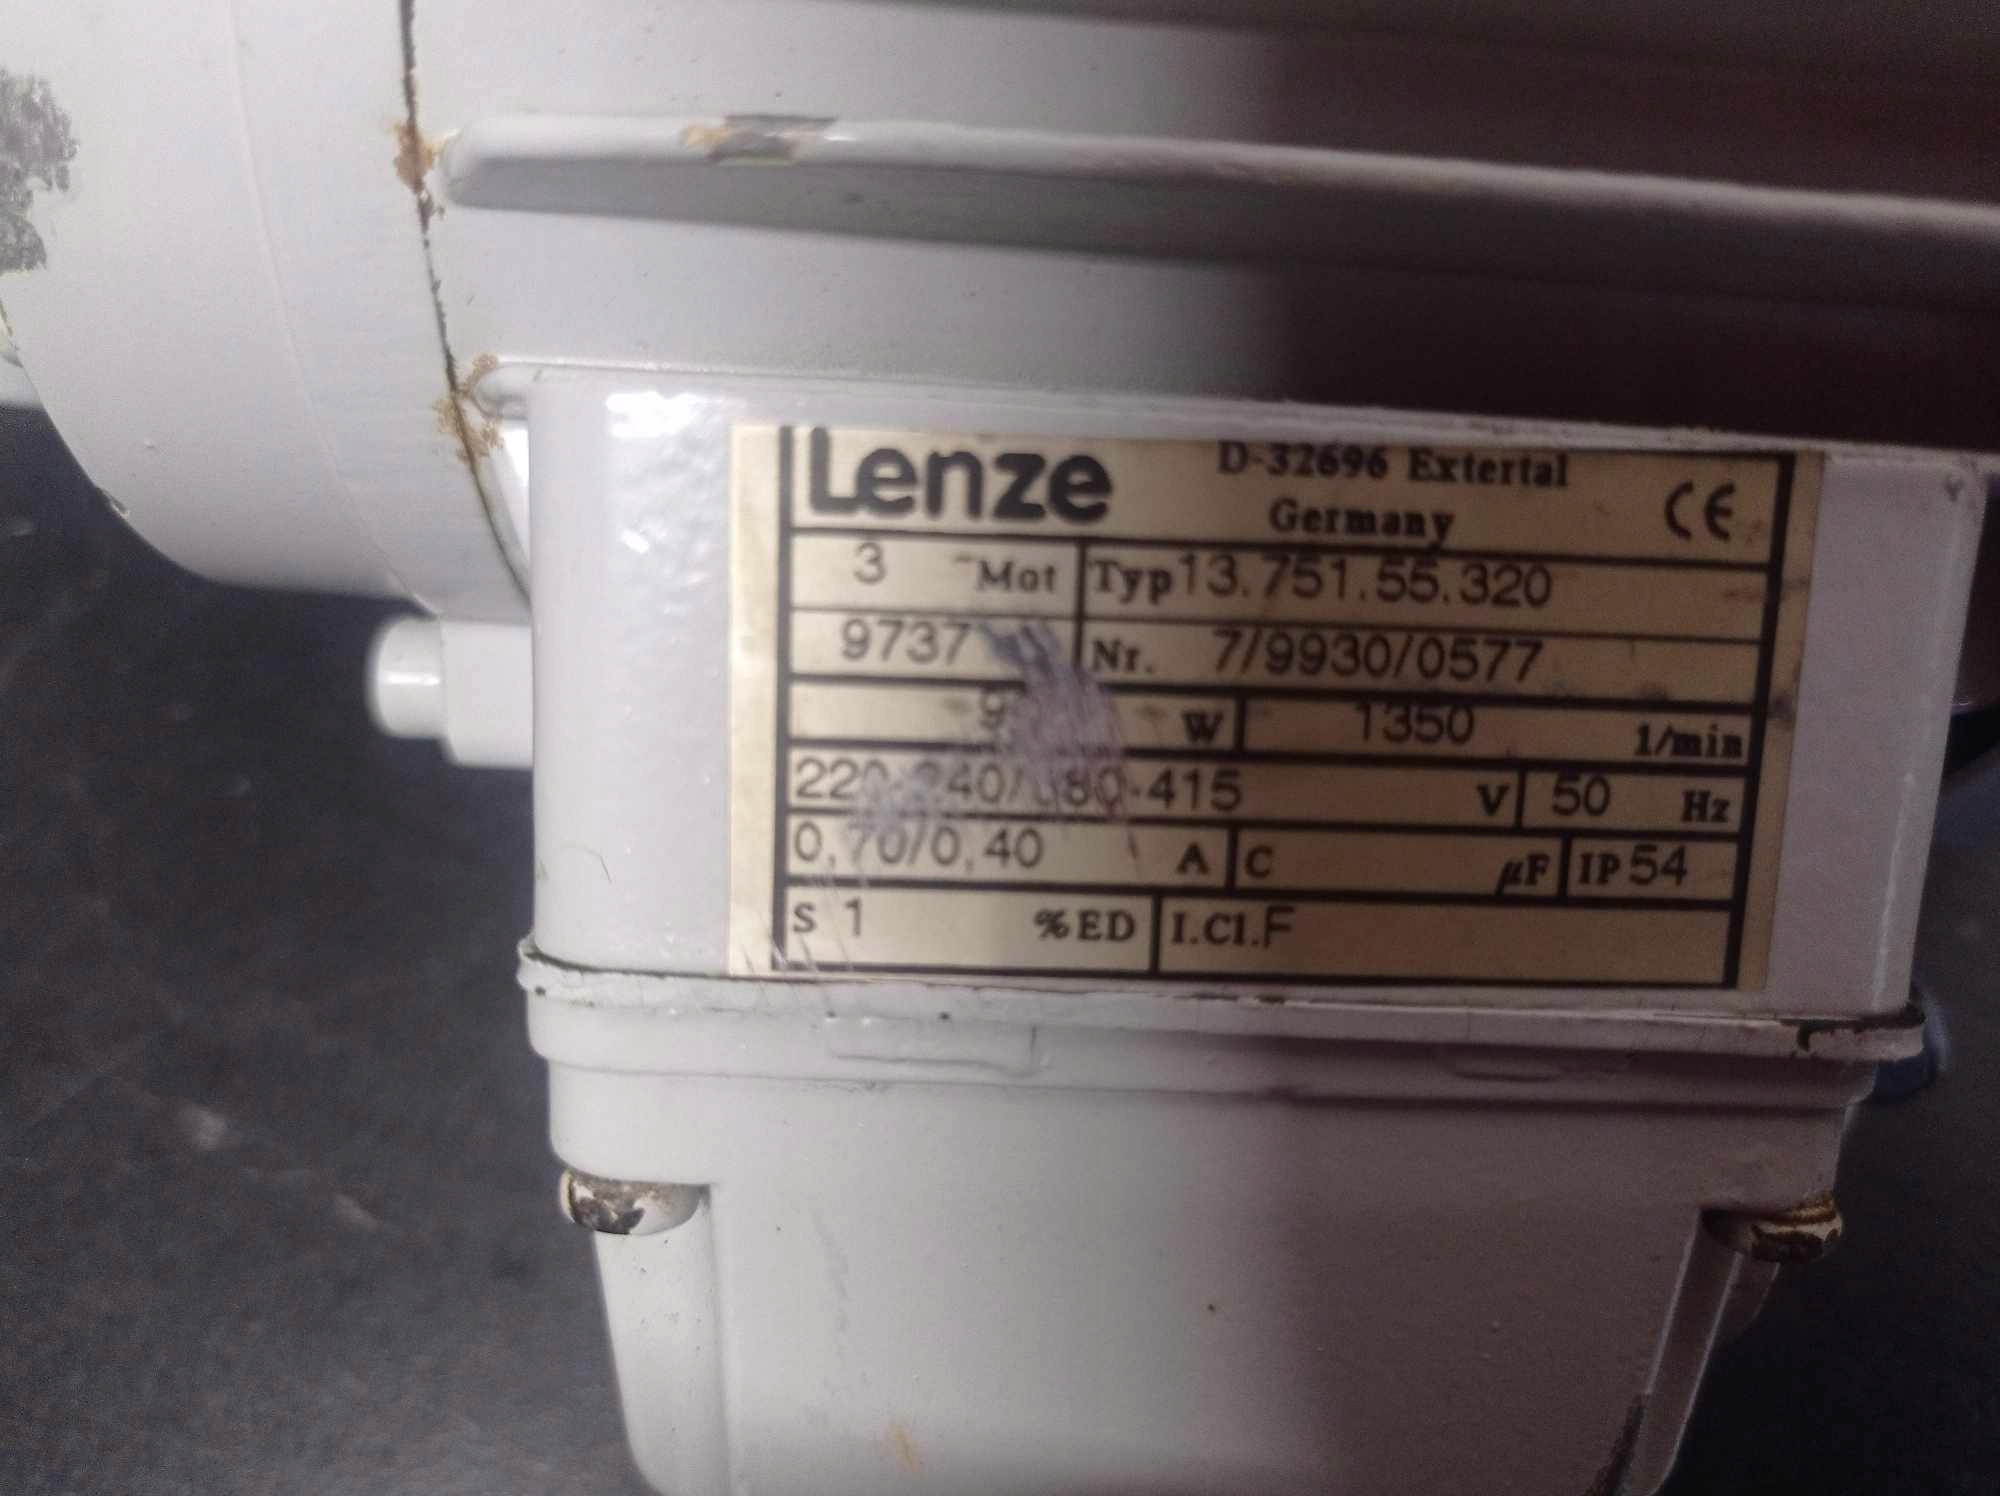 Lenze D-32696 Extertal
Germany CE
3 ~Mot Typ 13.751.55.320
9737 Nr. 7/9930/0577
W 1350 1/min
415 V 50 Hz
0,70/0,40 A C µF IP 54
S 1 %ED I.Cl.F